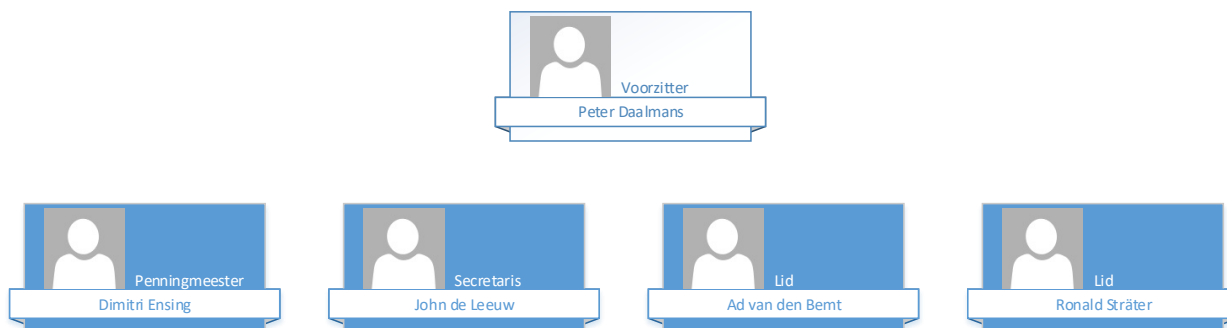 Voorzitter
Peter Daalmans
Penningmeester
Dimitri Ensing
Secretaris
John de Leeuw
Lid
Ad van den Bemt
Lid
Ronald Sträter